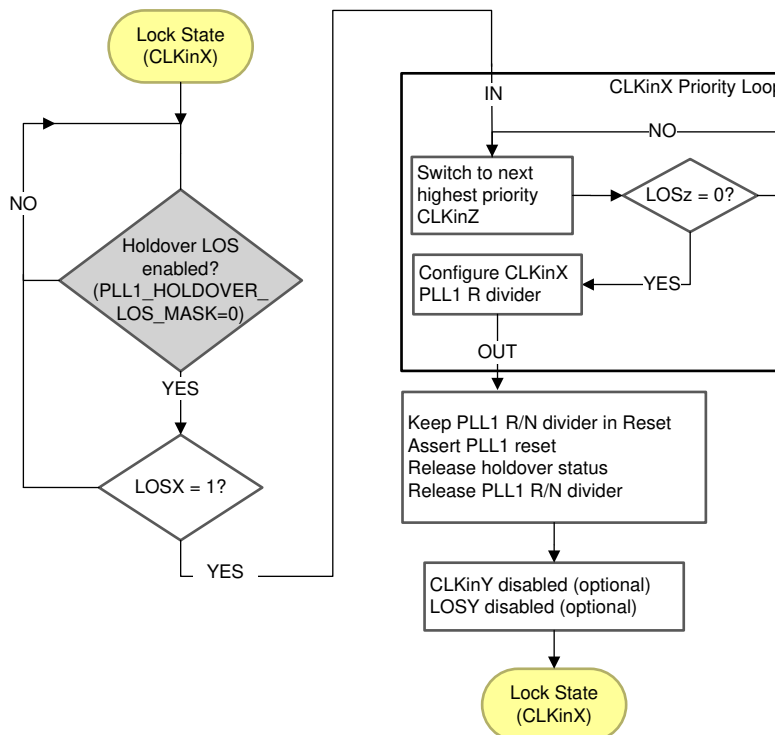 Lock State
(CLKinX)
NO
Holdover LOS
enabled?
(PLL1_HOLDOVER_
LOS_MASK=0)
YES
LOSX = 1?
YES
CLKinX Priority Loop
IN
NO
Switch to next
highest priority
CLKinZ
LOSz = 0?
YES
Configure CLKinX
PLL1 R divider
OUT
Keep PLL1 R/N divider in Reset
Assert PLL1 reset
Release holdover status
Release PLL1 R/N divider
CLKinY disabled (optional)
LOSY disabled (optional)
Lock State
(CLKinX)